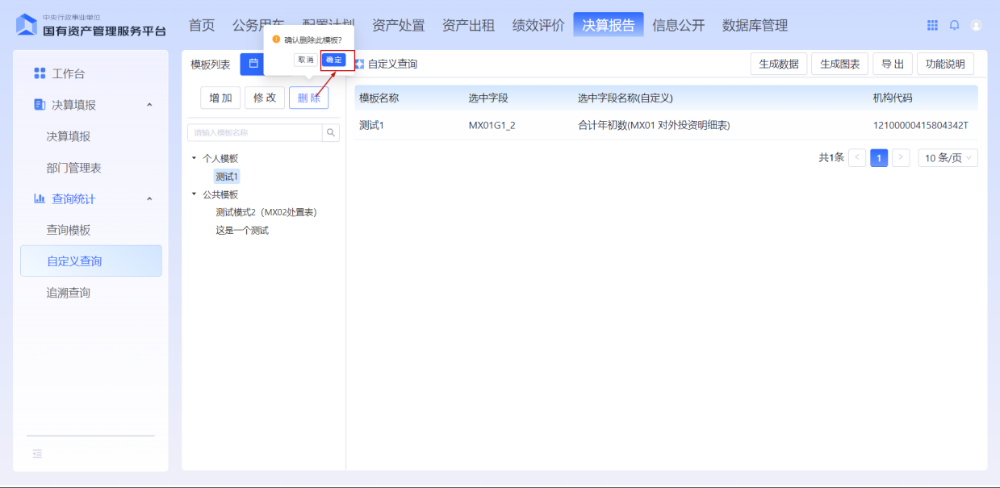 中央行政事业单位
国有资产管理服务平台
首页 公务用车 配置计划 资产处置 资产出租 绩效评价 决算报告 信息公开 数据库管理
工作台
决算填报
决算填报
部门管理表
查询统计
查询模板
自定义查询
追溯查询
模板列表
确认删除此模板?
取消 确定
增 加 修 改 删 除
请输入模板名称
个人模板
测试1
公共模板
测试模式2（MX02处置表）
这是一个测试
自定义查询
生成数据 生成图表 导 出 功能说明
模板名称 选中字段 选中字段名称(自定义) 机构代码
测试1 MX01G1_2 合计年初数(MX01 对外投资明细表) 12100000415804342T
共1条 < 1 > 10 条/页